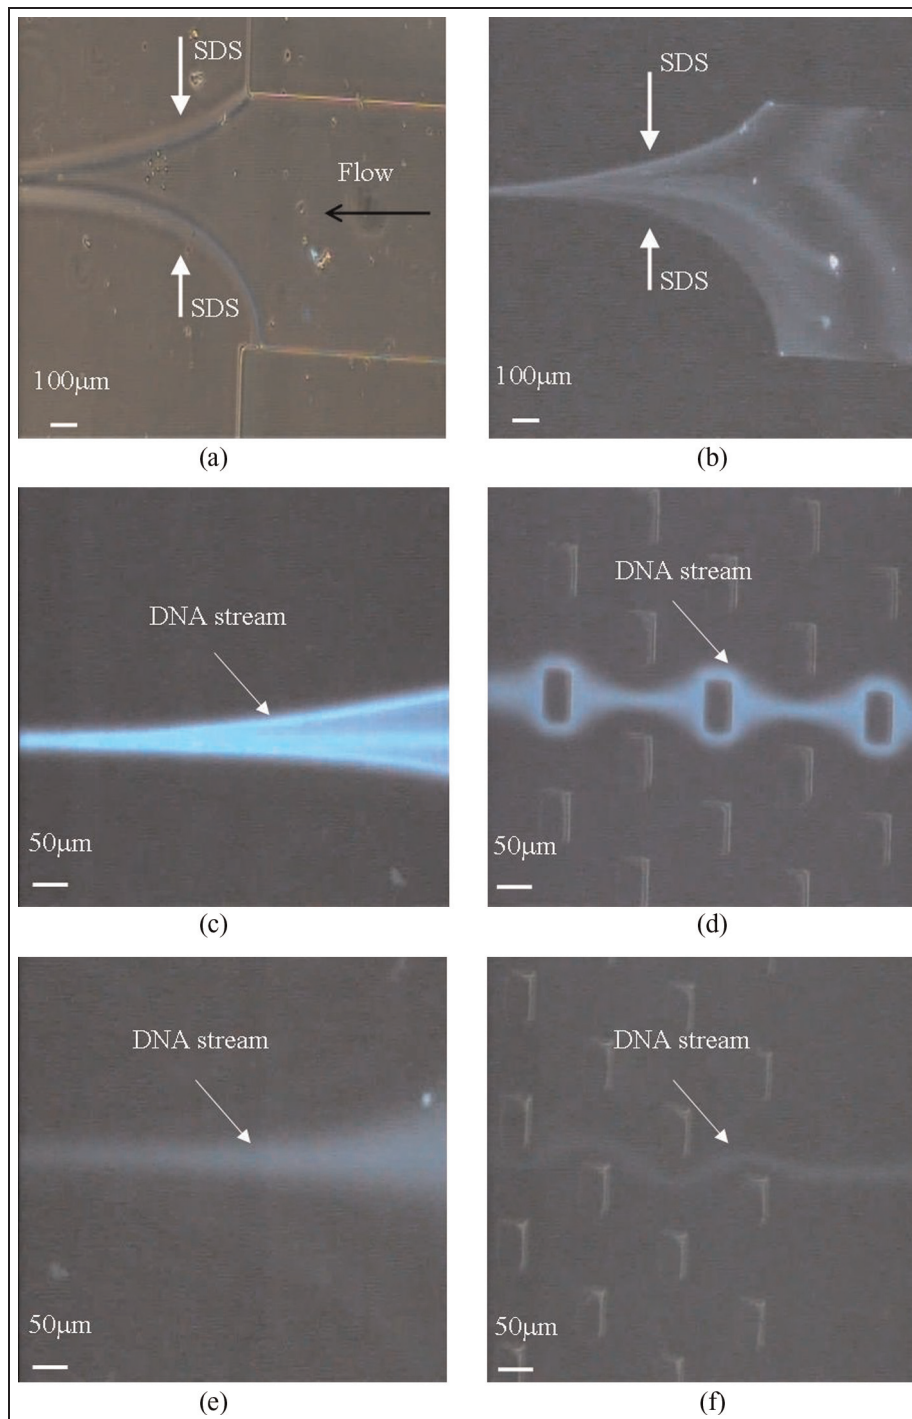 SDS
Flow
SDS
100μm
(a)
SDS
SDS
100μm
(b)
DNA stream
50μm
(c)
DNA stream
50μm
(d)
DNA stream
50μm
(e)
DNA stream
50μm
(f)